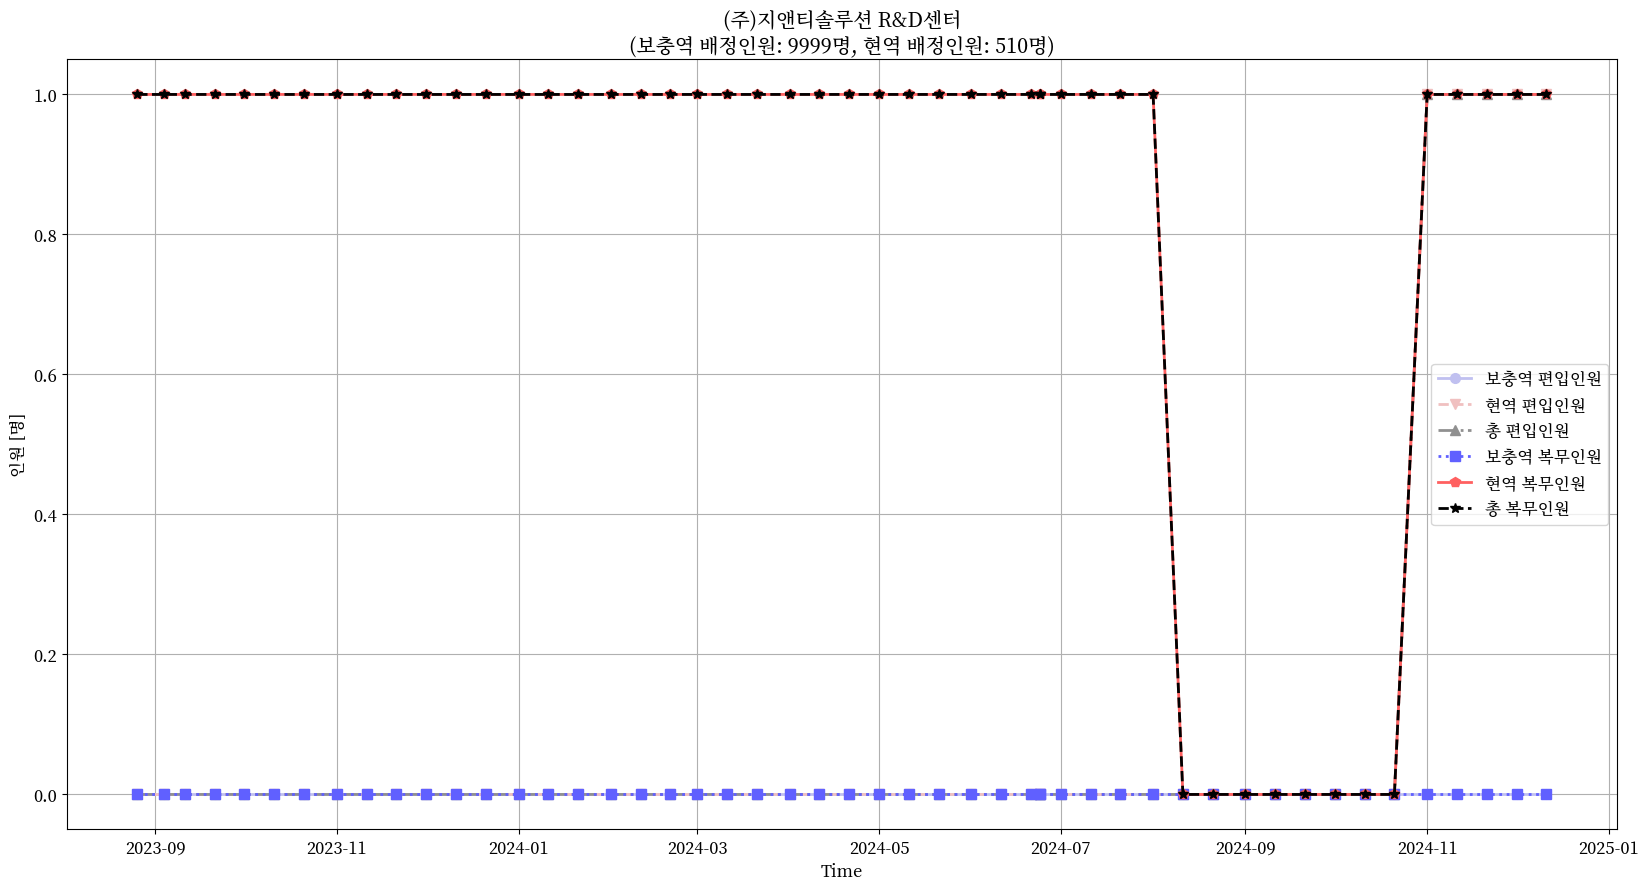 (주)지앤티솔루션 R&D센터
(보충역 배정인원: 9999명, 현역 배정인원: 510명)
인원 [명]
1.0
0.8
0.6
0.4
0.2
0.0
보충역 편입인원
현역 편입인원
총 편입인원
보충역 복무인원
현역 복무인원
총 복무인원
2023-09 2023-11 2024-01 2024-03 2024-05 2024-07 2024-09 2024-11 2025-01
Time